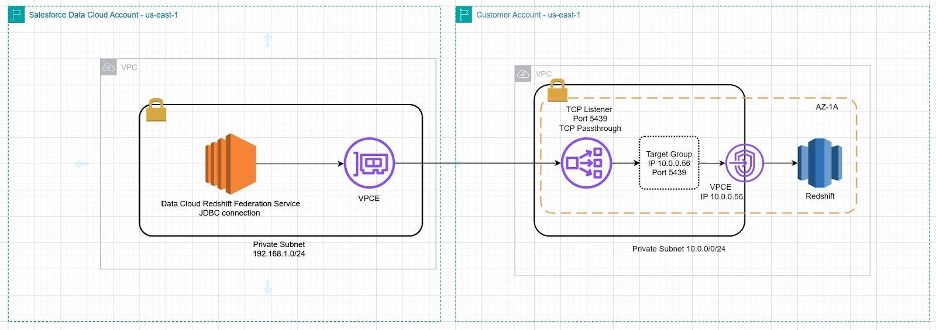 Salesforce Data Cloud Account - us-east-1
Customer Account - us-east-1
VPC
VPC
TCP Listener
Port 5439
TCP Passthrough
AZ-1A
Target Group
IP 10.0.0.56
Port 5439
VPCE
VPCE
IP 10.0.0.56
Redshift
Data Cloud Redshift Federation Service
JDBC connection
Private Subnet
192.168.1.0/24
Private Subnet 10.0.0/0/24